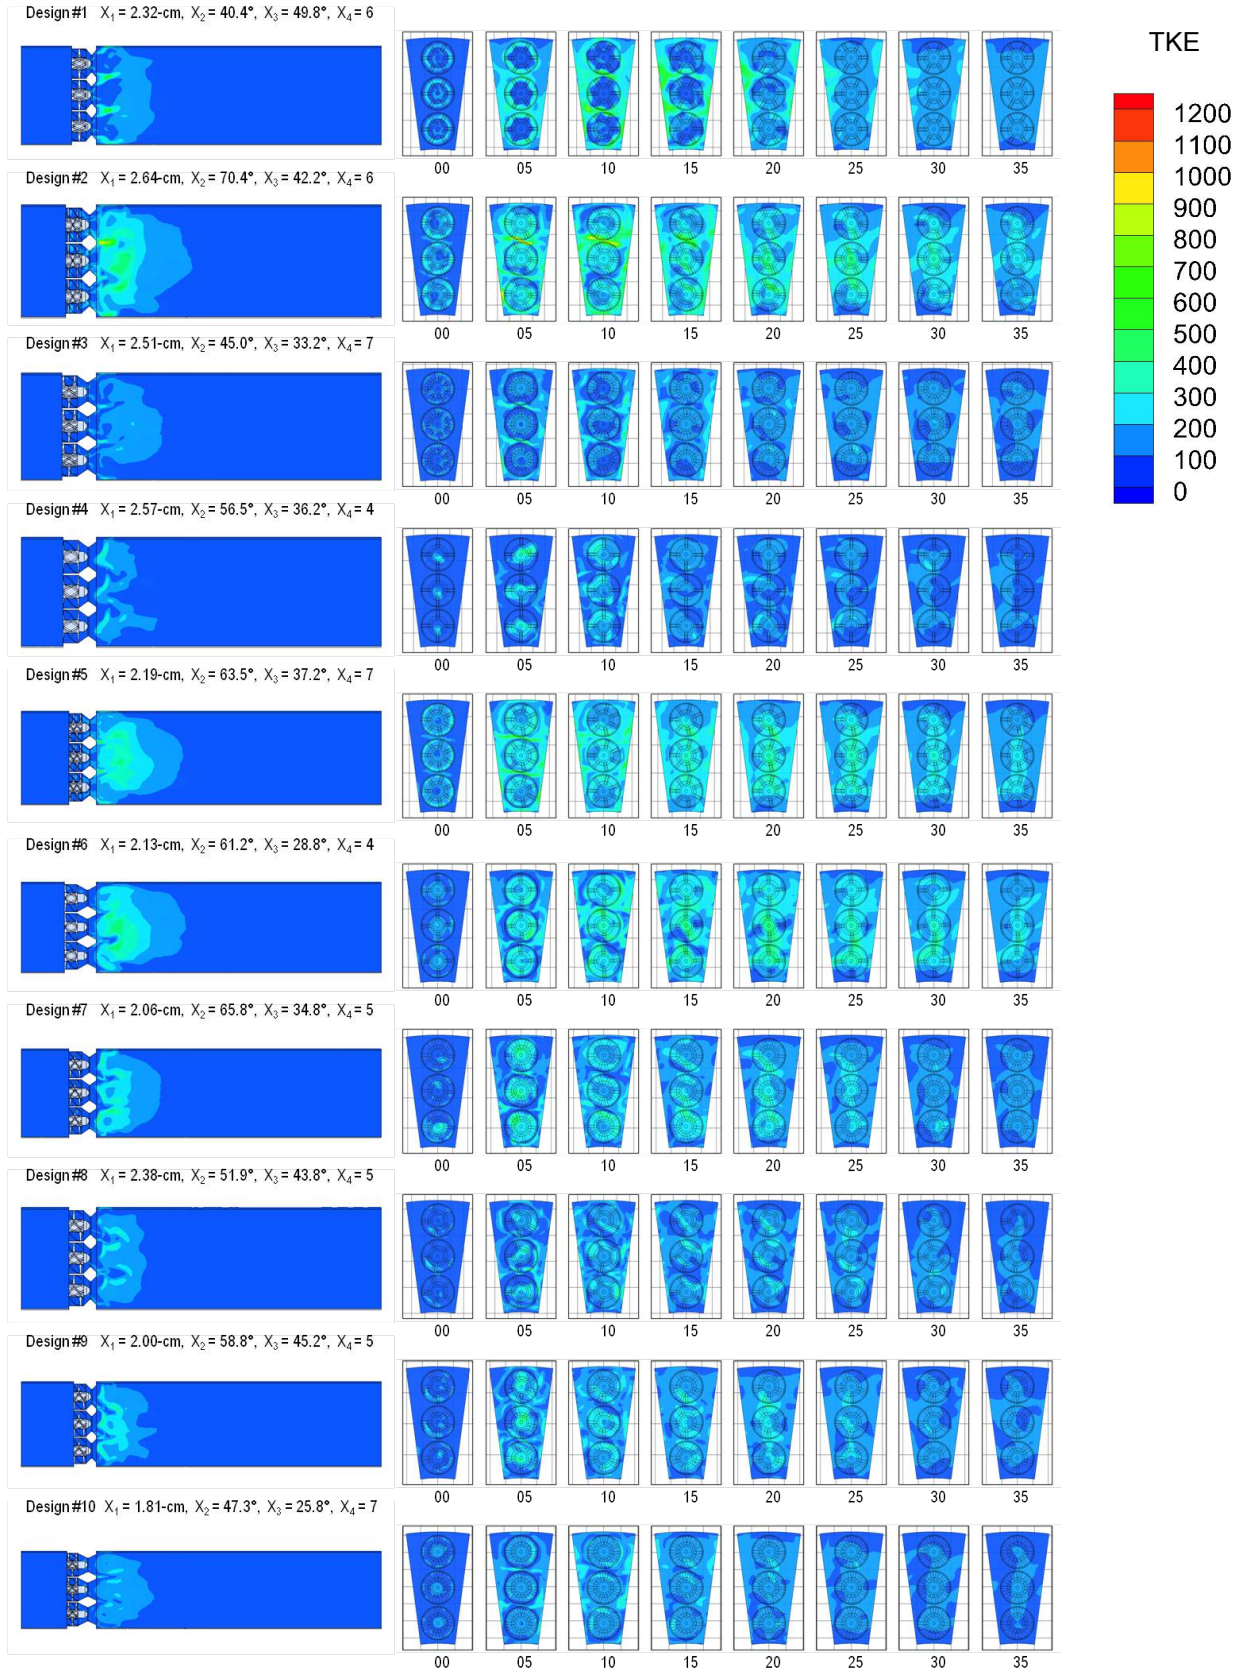 Design #1 X1 = 2.32-cm, X2 = 40.4°, X3 = 49.8°, X4 = 6
00 05 10 15 20 25 30 35
Design #2 X1 = 2.64-cm, X2 = 70.4°, X3 = 42.2°, X4 = 6
00 05 10 15 20 25 30 35
Design #3 X1 = 2.51-cm, X2 = 45.0°, X3 = 33.2°, X4 = 7
00 05 10 15 20 25 30 35
Design #4 X1 = 2.57-cm, X2 = 56.5°, X3 = 36.2°, X4 = 4
00 05 10 15 20 25 30 35
Design #5 X1 = 2.19-cm, X2 = 63.5°, X3 = 37.2°, X4 = 7
00 05 10 15 20 25 30 35
Design #6 X1 = 2.13-cm, X2 = 61.2°, X3 = 28.8°, X4 = 4
00 05 10 15 20 25 30 35
Design #7 X1 = 2.06-cm, X2 = 65.8°, X3 = 34.8°, X4 = 5
00 05 10 15 20 25 30 35
Design #8 X1 = 2.38-cm, X2 = 51.9°, X3 = 43.8°, X4 = 5
00 05 10 15 20 25 30 35
Design #9 X1 = 2.00-cm, X2 = 58.8°, X3 = 45.2°, X4 = 5
00 05 10 15 20 25 30 35
Design #10 X1 = 1.81-cm, X2 = 47.3°, X3 = 25.8°, X4 = 7
00 05 10 15 20 25 30 35
TKE
1200
1100
1000
900
800
700
600
500
400
300
200
100
0